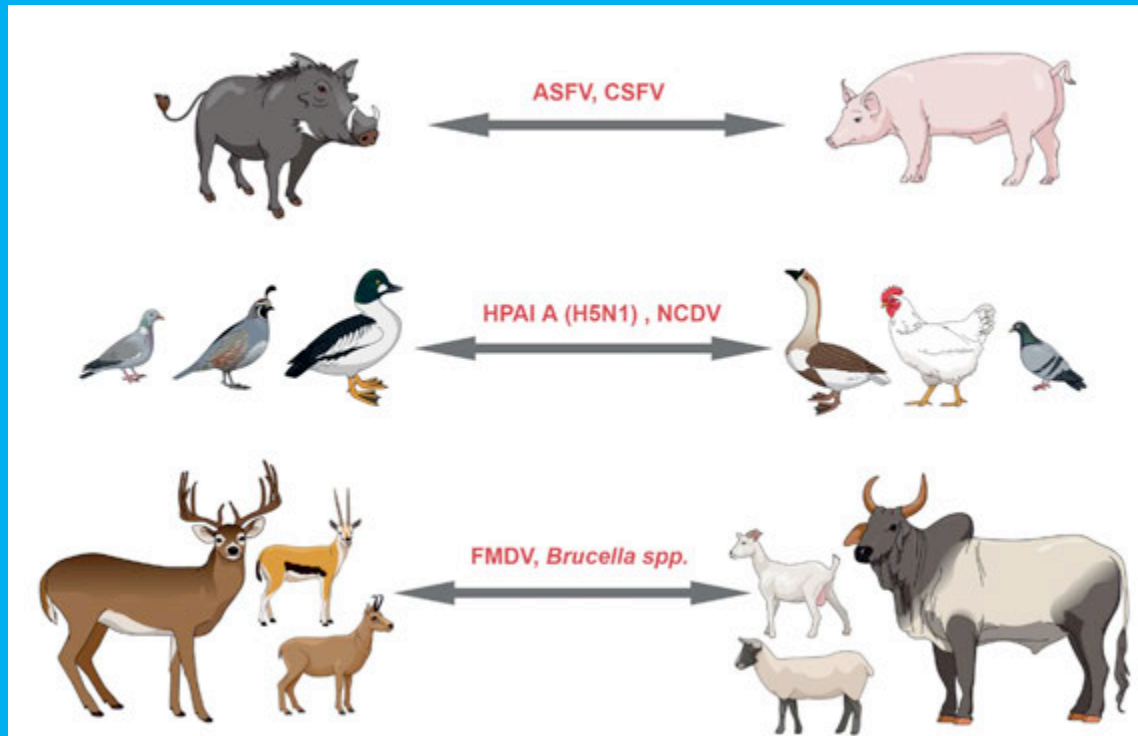 ASFV, CSFV
HPAI A (H5N1) , NCDV
FMDV, Brucella spp.